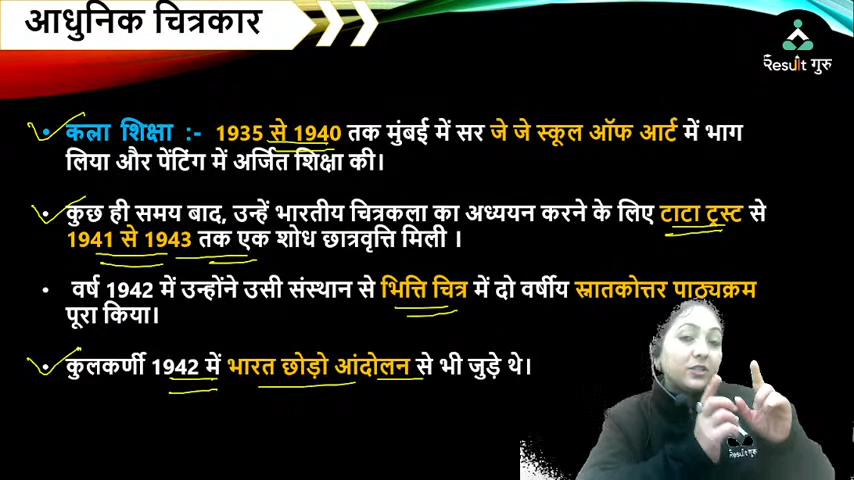 आधुनिक चित्रकार
Result गुरु
• कला शिक्षा :- 1935 से 1940 तक मुंबई में सर जे जे स्कूल ऑफ आर्ट में भाग
लिया और पेंटिंग में अर्जित शिक्षा की।
• कुछ ही समय बाद, उन्हें भारतीय चित्रकला का अध्ययन करने के लिए टाटा ट्रस्ट से
1941 से 1943 तक एक शोध छात्रवृत्ति मिली ।
• वर्ष 1942 में उन्होंने उसी संस्थान से भित्ति चित्र में दो वर्षीय स्नातकोत्तर पाठ्यक्रम
पूरा किया।
• कुलकर्णी 1942 में भारत छोड़ो आंदोलन से भी जुड़े थे।
Result गुरु